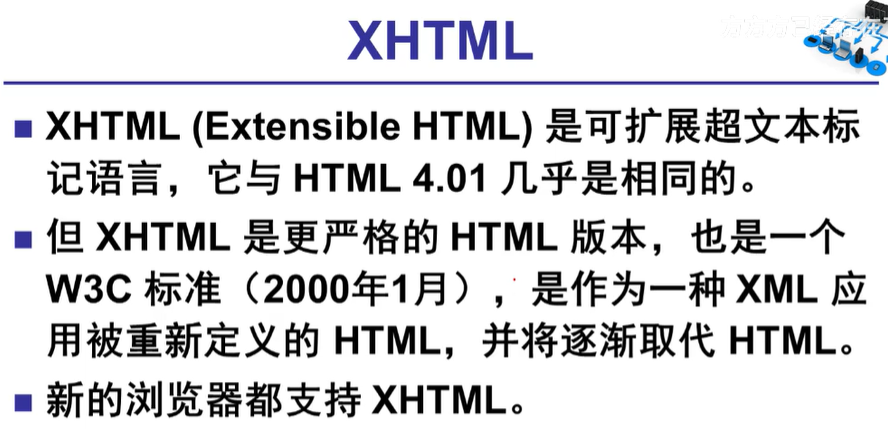 XHTML
■ XHTML (Extensible HTML) 是可扩展超文本标
记语言，它与 HTML 4.01 几乎是相同的。
■ 但 XHTML 是更严格的 HTML 版本，也是一个
W3C 标准（2000年1月），是作为一种 XML 应
用被重新定义的 HTML，并将逐渐取代 HTML。
■ 新的浏览器都支持 XHTML。